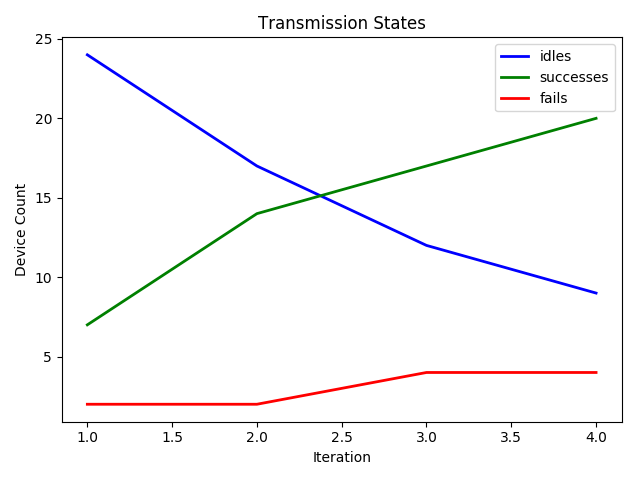 Transmission States
25
20
15
10
5
Device Count
idles
successes
fails
1.0 1.5 2.0 2.5 3.0 3.5 4.0
Iteration